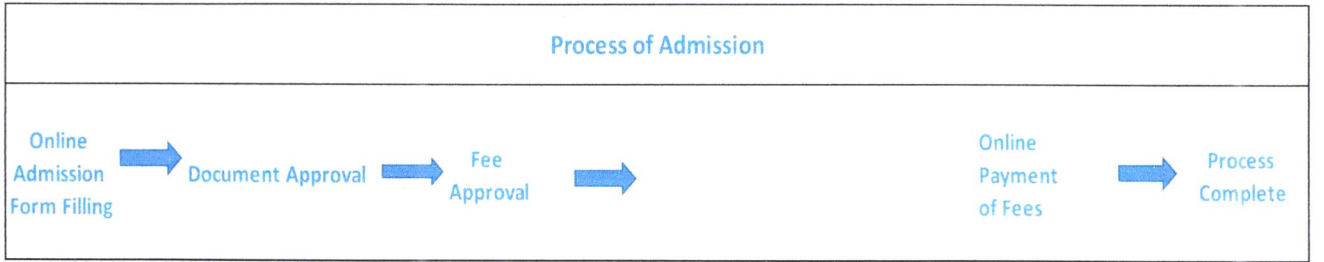 Process of Admission
Online
Admission
Form Filling
Document Approval
Fee
Approval
Online
Payment
of Fees
Process
Complete